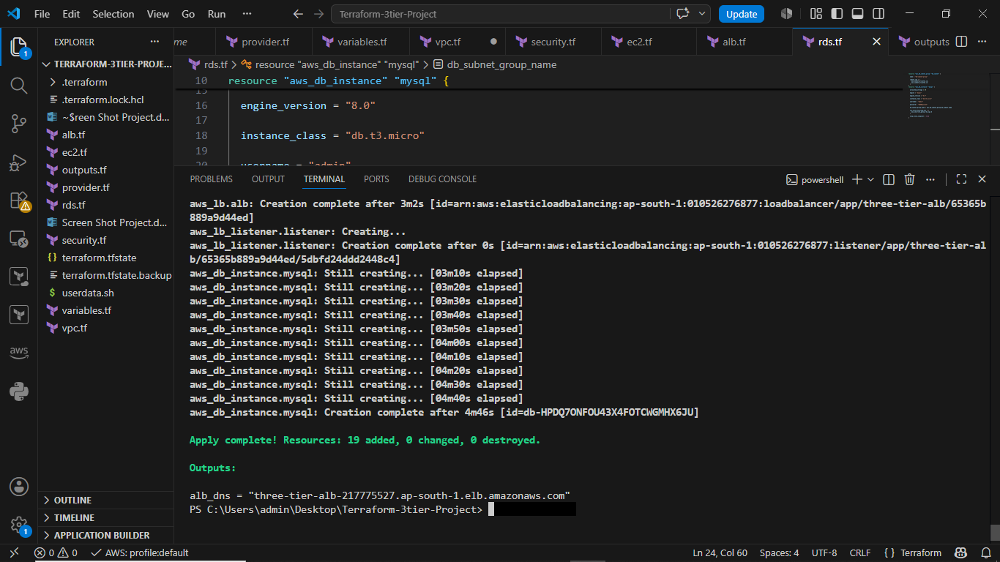 File Edit Selection View Go Run ··· Terraform-3tier-Project Update
EXPLORER ···
TERRAFORM-3TIER-PROJE...
.terraform
.terraform.lock.hcl
~$reen Shot Project.d...
alb.tf
ec2.tf
outputs.tf
provider.tf
rds.tf
Screen Shot Project.d...
security.tf
{} terraform.tfstate
terraform.tfstate.backup
$ userdata.sh
variables.tf
vpc.tf
OUTLINE
TIMELINE
APPLICATION BUILDER
1
aws
1
me provider.tf variables.tf vpc.tf security.tf ec2.tf alb.tf rds.tf outputs ···
rds.tf > resource "aws_db_instance" "mysql" > db_subnet_group_name
10 resource "aws_db_instance" "mysql" {
15
16 engine_version = "8.0"
17
18 instance_class = "db.t3.micro"
19
20 username = "admin"
PROBLEMS OUTPUT TERMINAL PORTS DEBUG CONSOLE powershell ···
aws_lb.alb: Creation complete after 3m2s [id=arn:aws:elasticloadbalancing:ap-south-1:010526276877:loadbalancer/app/three-tier-alb/65365b
889a9d44ed]
aws_lb_listener.listener: Creating...
aws_lb_listener.listener: Creation complete after 0s [id=arn:aws:elasticloadbalancing:ap-south-1:010526276877:listener/app/three-tier-al
b/65365b889a9d44ed/5dbfd24ddd2448c4]
aws_db_instance.mysql: Still creating... [03m10s elapsed]
aws_db_instance.mysql: Still creating... [03m20s elapsed]
aws_db_instance.mysql: Still creating... [03m30s elapsed]
aws_db_instance.mysql: Still creating... [03m40s elapsed]
aws_db_instance.mysql: Still creating... [03m50s elapsed]
aws_db_instance.mysql: Still creating... [04m00s elapsed]
aws_db_instance.mysql: Still creating... [04m10s elapsed]
aws_db_instance.mysql: Still creating... [04m20s elapsed]
aws_db_instance.mysql: Still creating... [04m30s elapsed]
aws_db_instance.mysql: Still creating... [04m40s elapsed]
aws_db_instance.mysql: Creation complete after 4m46s [id=db-HPDQ7ONFOU43X4FOTCWGMHX6JU]
Apply complete! Resources: 19 added, 0 changed, 0 destroyed.
Outputs:
alb_dns = "three-tier-alb-217775527.ap-south-1.elb.amazonaws.com"
PS C:\Users\admin\Desktop\Terraform-3tier-Project>
0 0 AWS: profile:default Ln 24, Col 60 Spaces: 4 UTF-8 CRLF {} Terraform